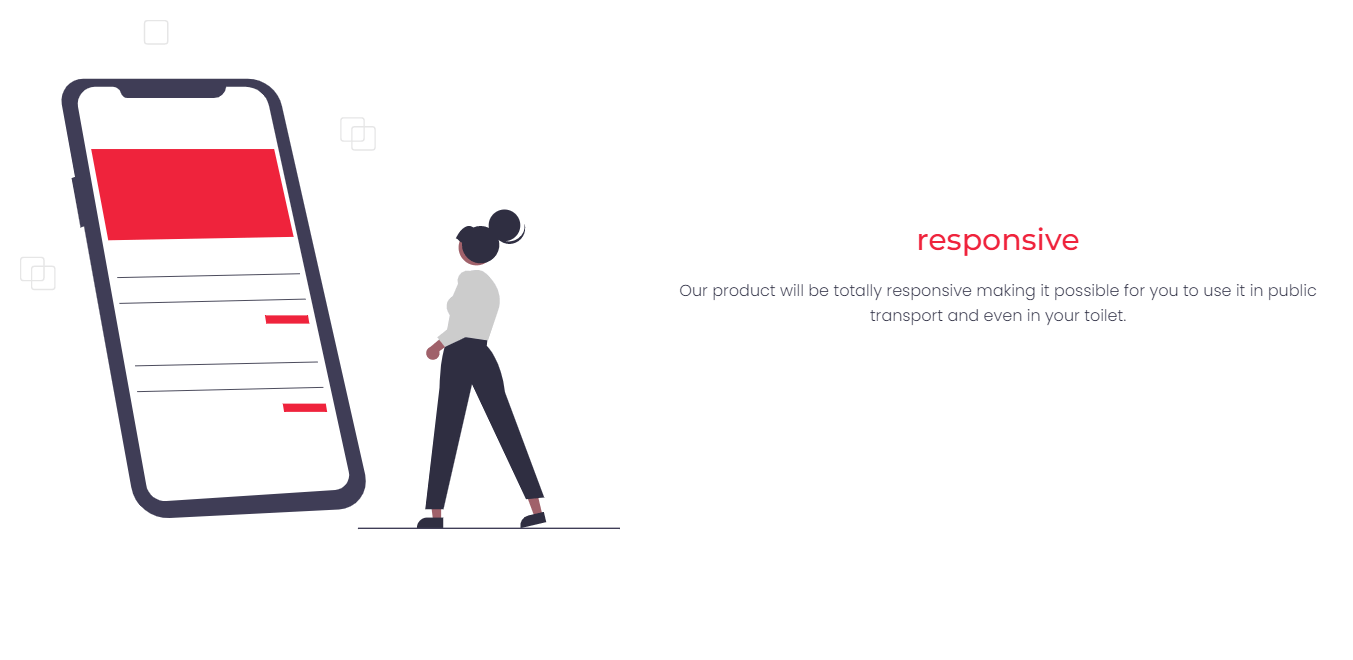 responsive
Our product will be totally responsive making it possible for you to use it in public
transport and even in your toilet.